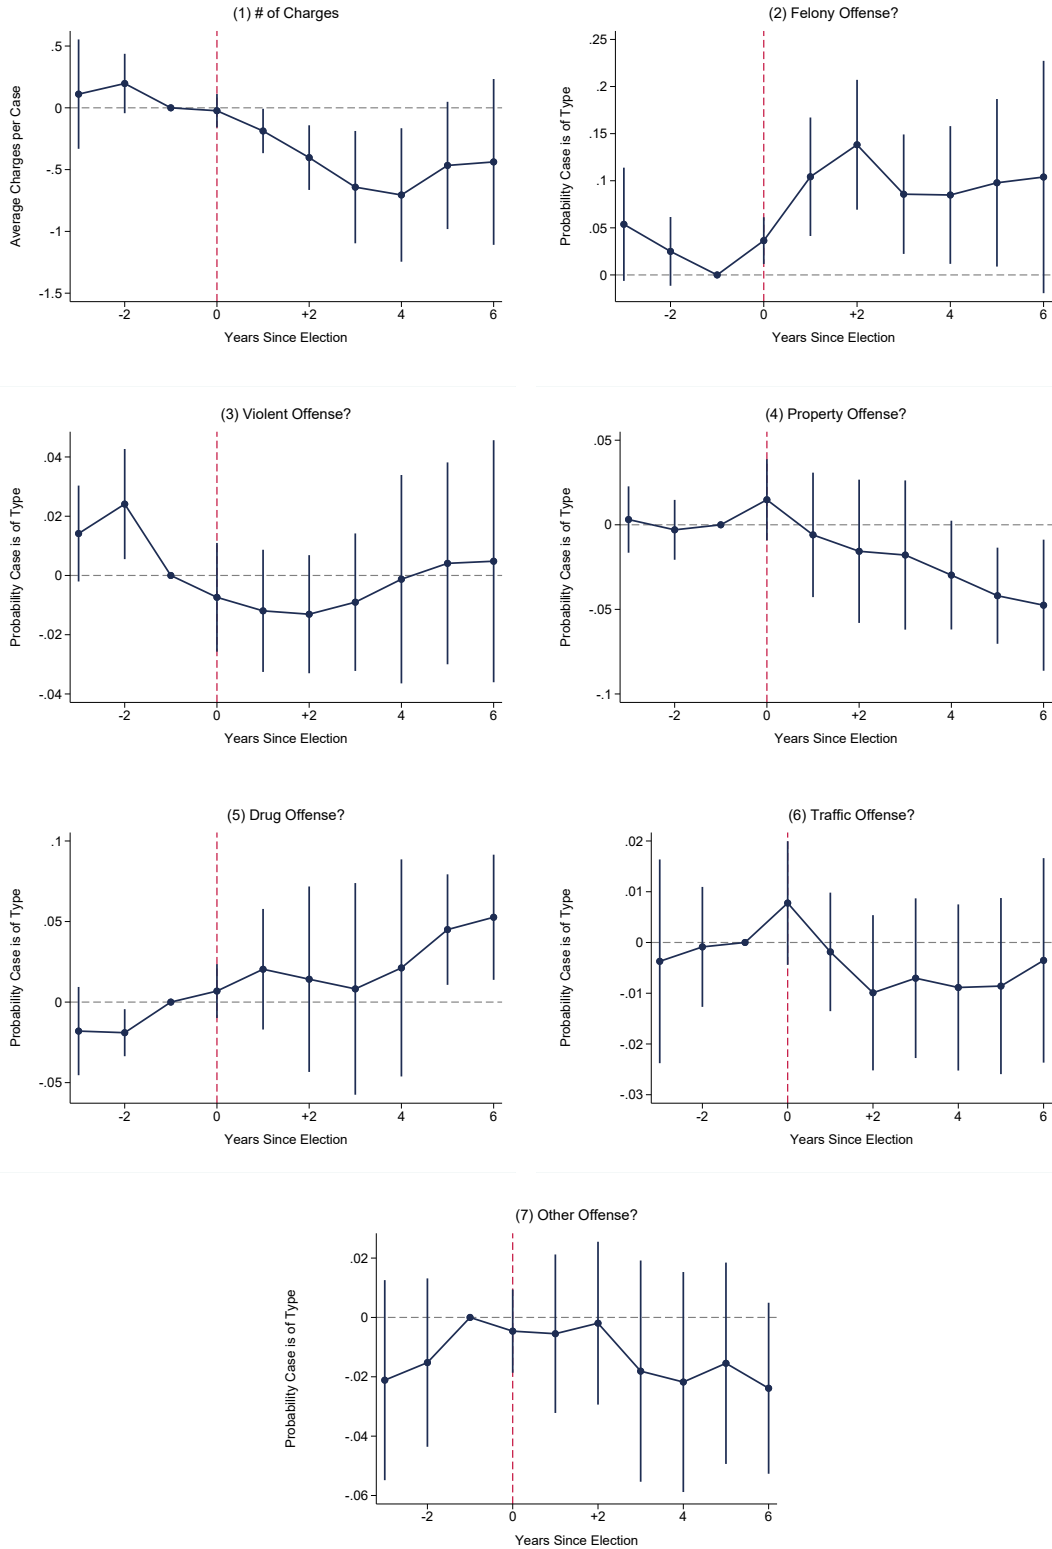 (1) # of Charges
Average Charges per Case
.5
0
-.5
-1
-1.5
-2 0 +2 4 6
Years Since Election
(2) Felony Offense?
Probability Case is of Type
.25
.2
.15
.1
.05
0
-2 0 +2 4 6
Years Since Election
(3) Violent Offense?
Probability Case is of Type
.04
.02
0
-.02
-.04
-2 0 +2 4 6
Years Since Election
(4) Property Offense?
Probability Case is of Type
.05
0
-.05
-.1
-2 0 +2 4 6
Years Since Election
(5) Drug Offense?
Probability Case is of Type
.1
.05
0
-.05
-2 0 +2 4 6
Years Since Election
(6) Traffic Offense?
Probability Case is of Type
.02
.01
0
-.01
-.02
-.03
-2 0 +2 4 6
Years Since Election
(7) Other Offense?
Probability Case is of Type
.02
0
-.02
-.04
-.06
-2 0 +2 4 6
Years Since Election